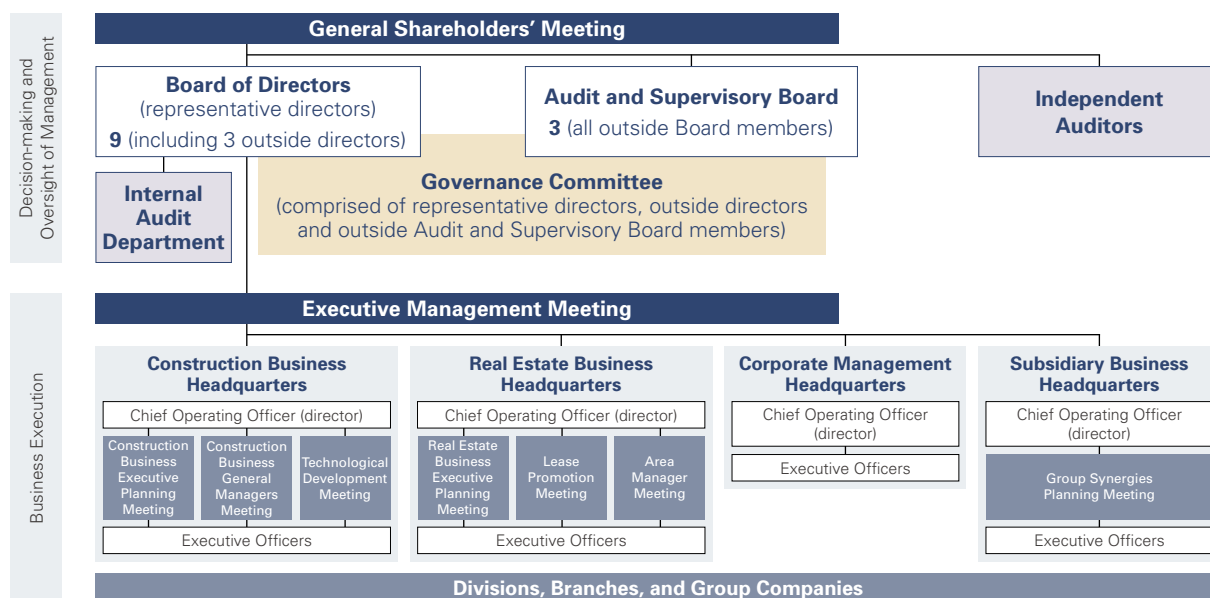 Decision-making and
Oversight of Management
General Shareholders’ Meeting
Board of Directors
(representative directors)
9 (including 3 outside directors)
Audit and Supervisory Board
3 (all outside Board members)
Independent
Auditors
Internal
Audit
Department
Governance Committee
(comprised of representative directors, outside directors
and outside Audit and Supervisory Board members)
Business Execution
Executive Management Meeting
Construction Business
Headquarters
Chief Operating Officer (director)
Construction
Business
Executive
Planning
Meeting
Construction
Business
General
Managers
Meeting
Technological
Development
Meeting
Executive Officers
Real Estate Business
Headquarters
Chief Operating Officer (director)
Real Estate
Business
Executive
Planning
Meeting
Lease
Promotion
Meeting
Area
Manager
Meeting
Executive Officers
Corporate Management
Headquarters
Chief Operating Officer
(director)
Executive Officers
Subsidiary Business
Headquarters
Chief Operating Officer
(director)
Group Synergies
Planning Meeting
Executive Officers
Divisions, Branches, and Group Companies